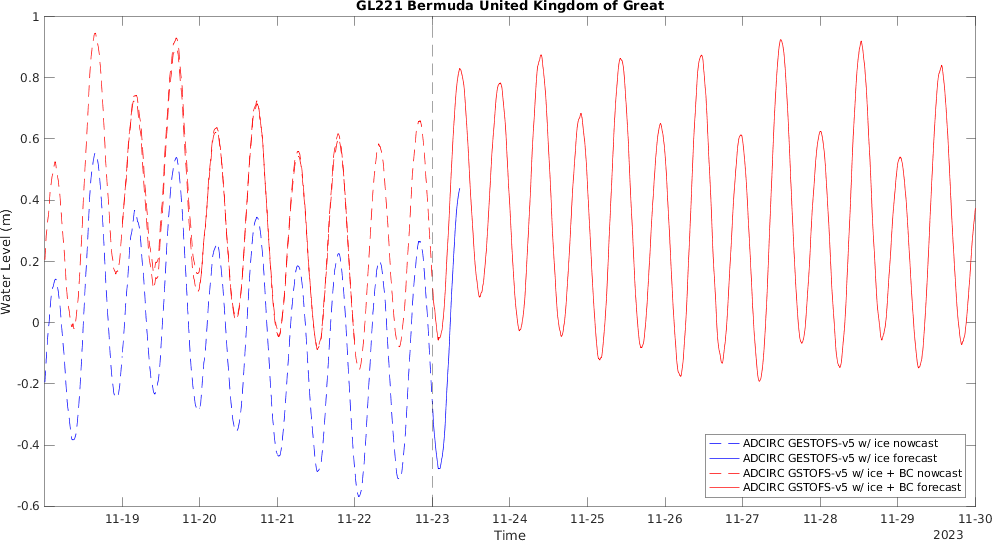 GL221 Bermuda United Kingdom of Great
Water Level (m)
1
0.8
0.6
0.4
0.2
0
-0.2
-0.4
-0.6
11-19 11-20 11-21 11-22 11-23 11-24 11-25 11-26 11-27 11-28 11-29 11-30
Time
2023
ADCIRC GESTOFS-v5 w/ ice nowcast
ADCIRC GESTOFS-v5 w/ ice forecast
ADCIRC GSTOFS-v5 w/ ice + BC nowcast
ADCIRC GSTOFS-v5 w/ ice + BC forecast